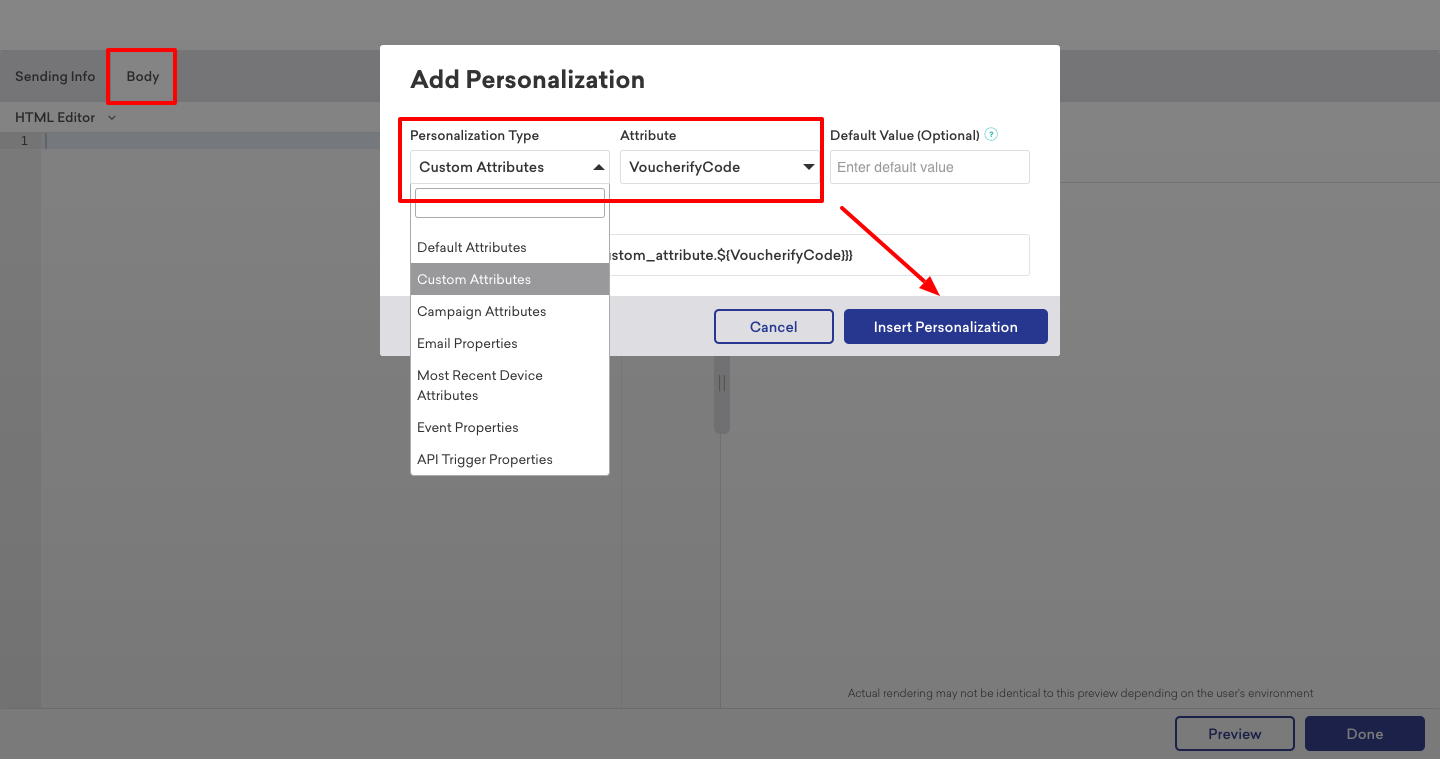 Add Personalization
Sending Info
Body
HTML Editor
1
Personalization Type
Attribute
Default Value (Optional) ?
Custom Attributes
VoucherifyCode
Enter default value
Default Attributes
Custom Attributes
Campaign Attributes
Email Properties
Most Recent Device
Attributes
Event Properties
API Trigger Properties
stom_attribute.${VoucherifyCode}}}
Cancel
Insert Personalization
Actual rendering may not be identical to this preview depending on the user's environment
Preview
Done